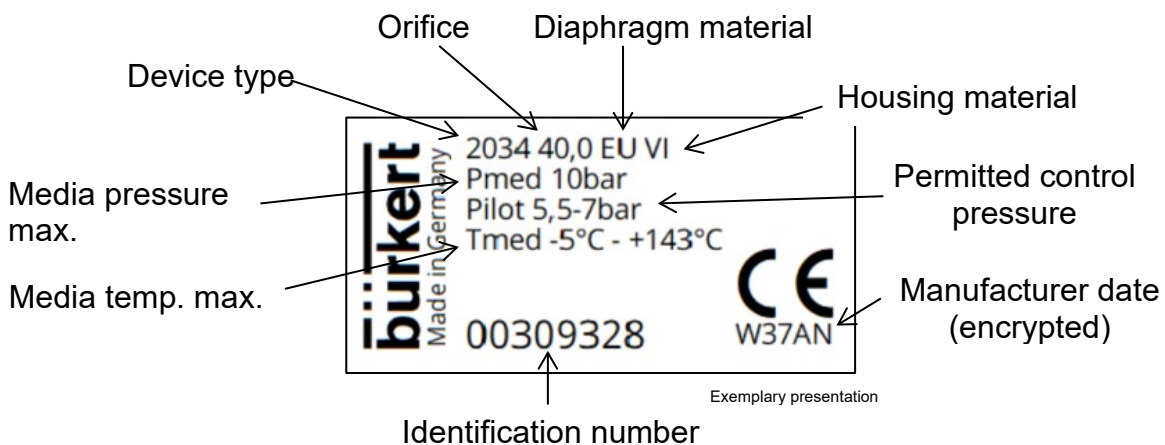 Orifice
Diaphragm material
Device type
Housing material
2034 40,0 EU VI
Pmed 10bar
Pilot 5,5-7bar
Tmed -5°C - +143°C
bürkert
Made in Germany
Media pressure
max.
Permitted control
pressure
Media temp. max.
CE
00309328
W37AN
Manufacturer date
(encrypted)
Exemplary presentation
Identification number